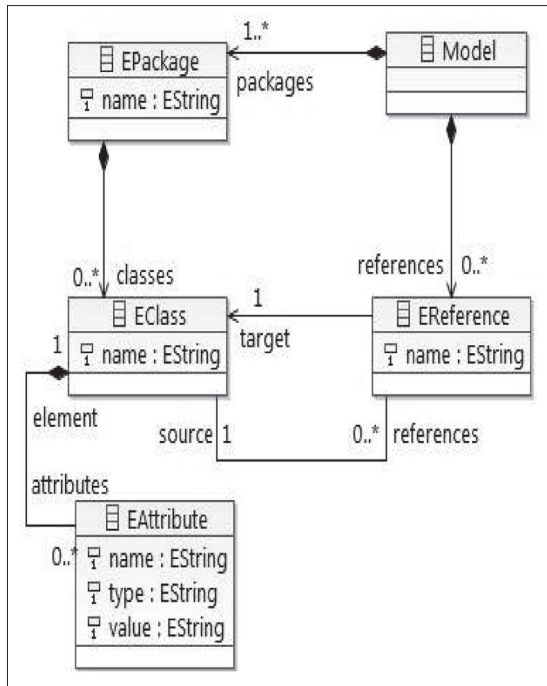 1..*
EPackage
Model
packages
name : EString
0..*
classes
references
0..*
EClass
1
EReference
1
name : EString
target
name : EString
element
source
1
0..*
references
attributes
EAttribute
0..*
name : EString
type : EString
value : EString